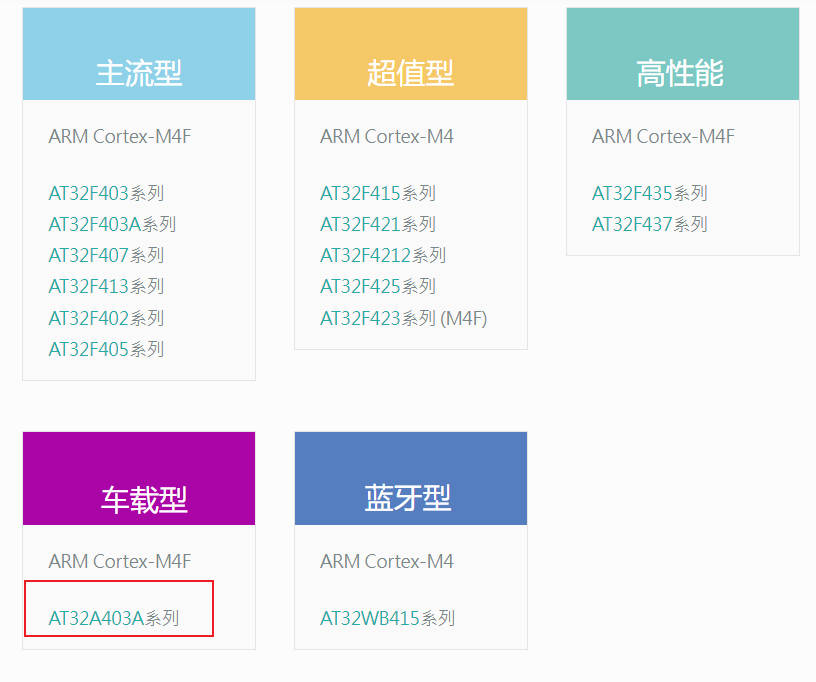 主流型
ARM Cortex-M4F
AT32F403系列
AT32F403A系列
AT32F407系列
AT32F413系列
AT32F402系列
AT32F405系列
超值型
ARM Cortex-M4
AT32F415系列
AT32F421系列
AT32F4212系列
AT32F425系列
AT32F423系列 (M4F)
高性能
ARM Cortex-M4F
AT32F435系列
AT32F437系列
车载型
ARM Cortex-M4F
AT32A403A系列
蓝牙型
ARM Cortex-M4
AT32WB415系列